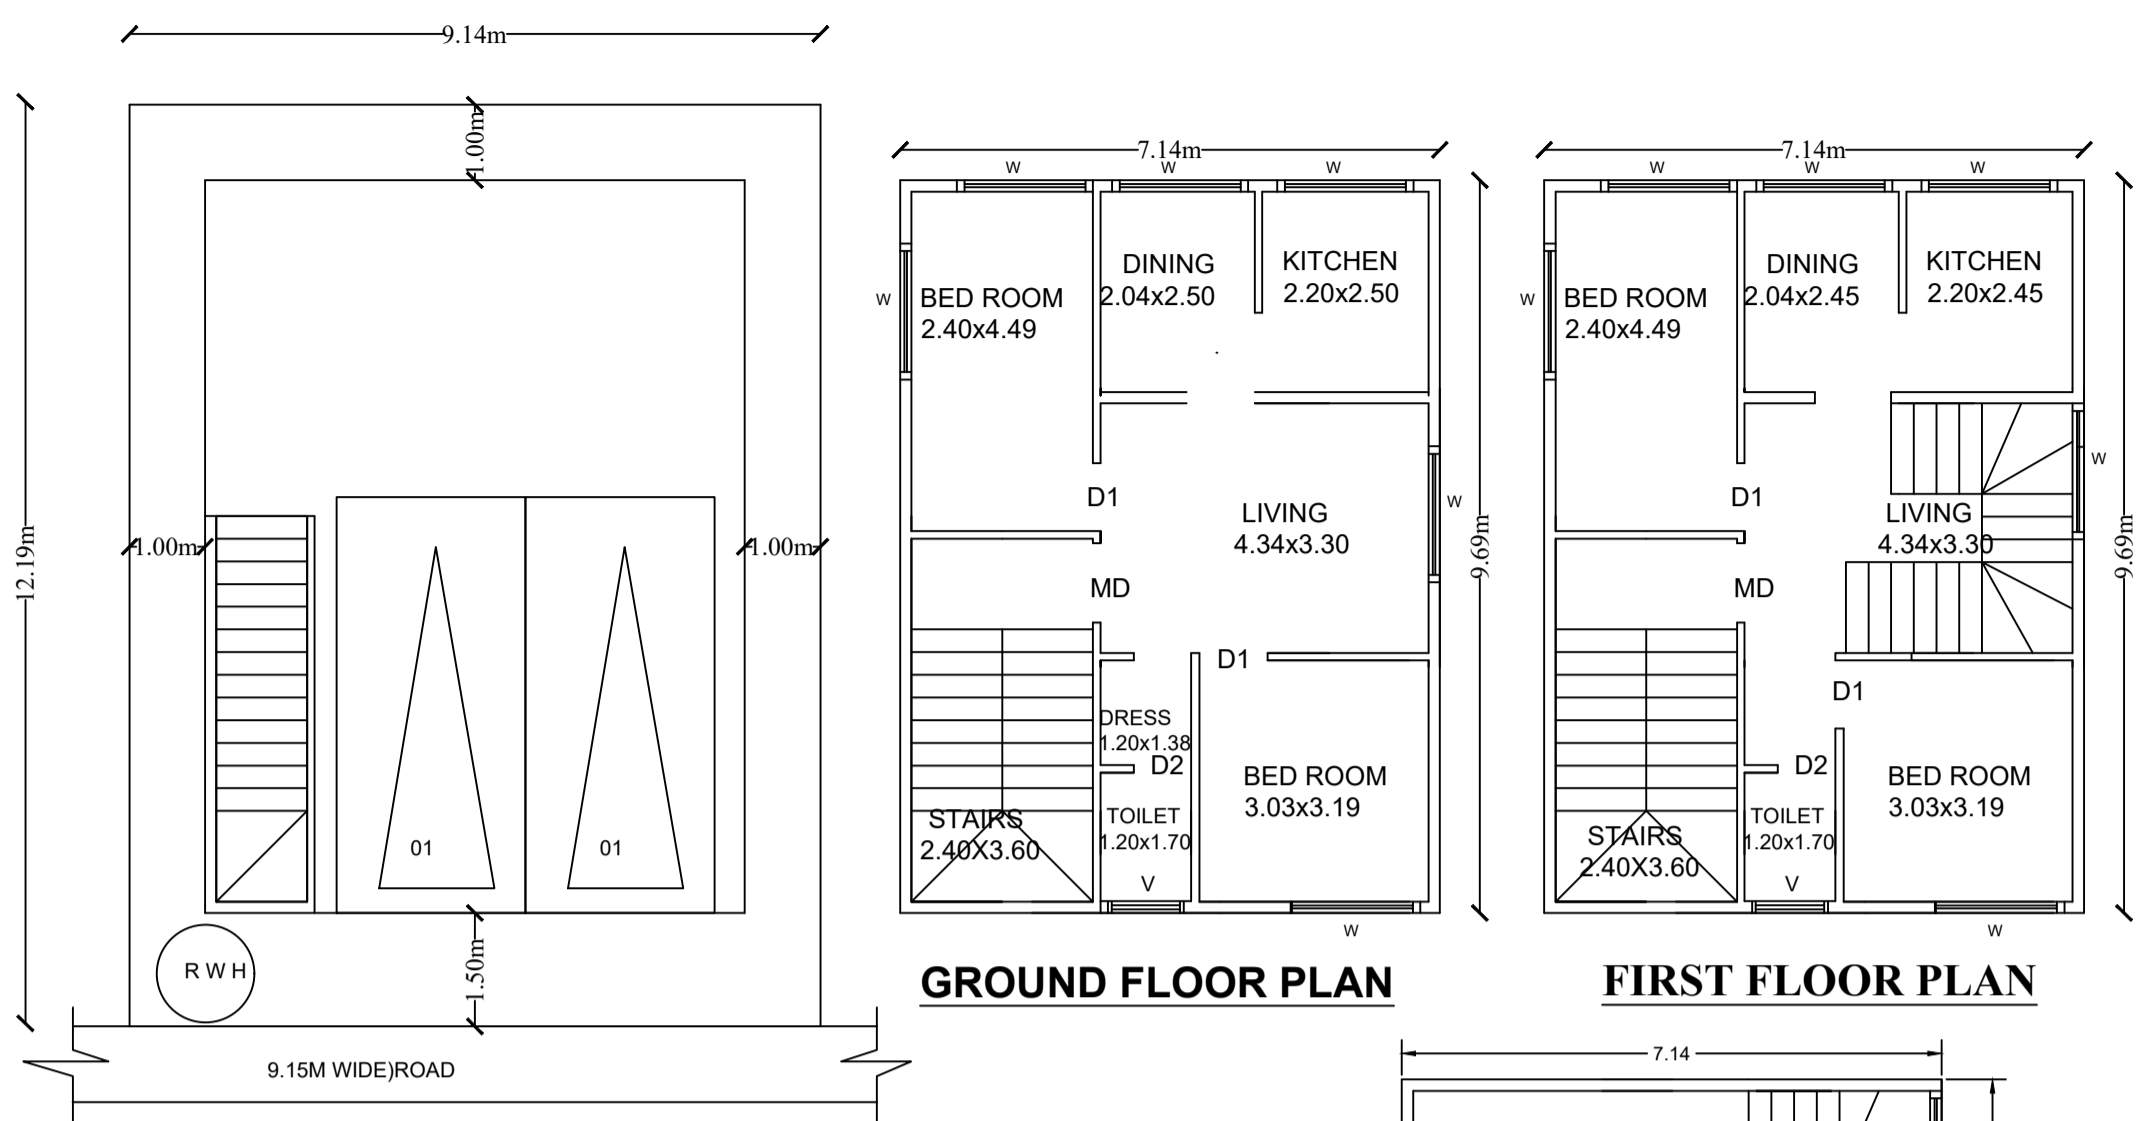 9.14m
1.00m
12.19m
1.00m
1.00m
01
01
R W H
1.50m
9.15M WIDE)ROAD
7.14m
W
W
W
W
BED ROOM
2.40x4.49
DINING
2.04x2.50
KITCHEN
2.20x2.50
D1
LIVING
4.34x3.30
W
9.69m
MD
D1
DRESS
1.20x1.38
D2
BED ROOM
3.03x3.19
STAIRS
2.40X3.60
TOILET
1.20x1.70
V
W
GROUND FLOOR PLAN
7.14m
W
W
W
W
BED ROOM
2.40x4.49
DINING
2.04x2.45
KITCHEN
2.20x2.45
W
D1
LIVING
4.34x3.30
9.69m
MD
D1
D2
BED ROOM
3.03x3.19
STAIRS
2.40X3.60
TOILET
1.20x1.70
V
W
FIRST FLOOR PLAN
7.14